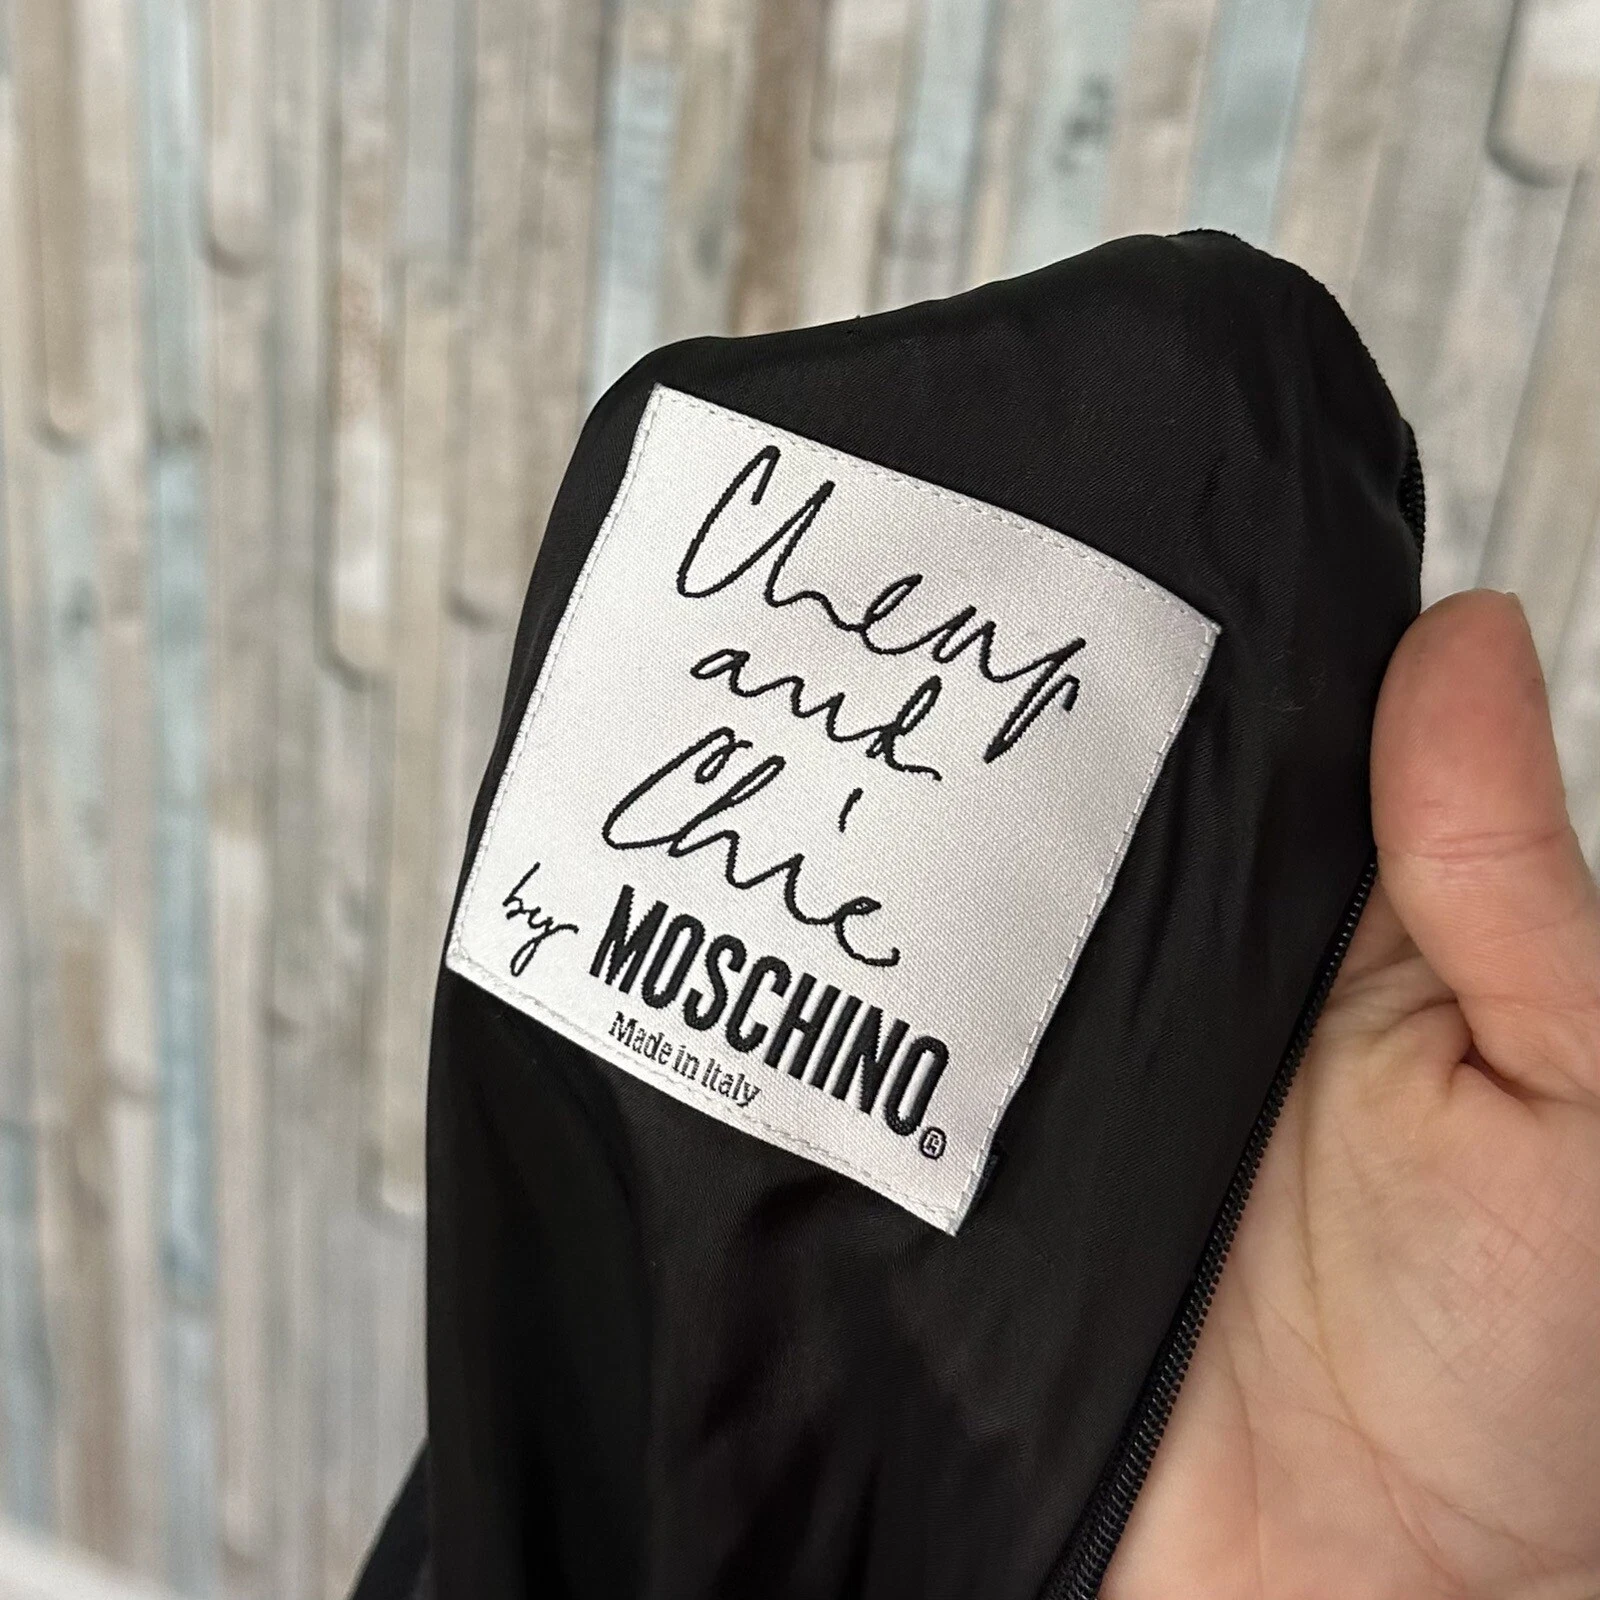 Cheap
and
Chic
by MOSCHINO®
Made in Italy